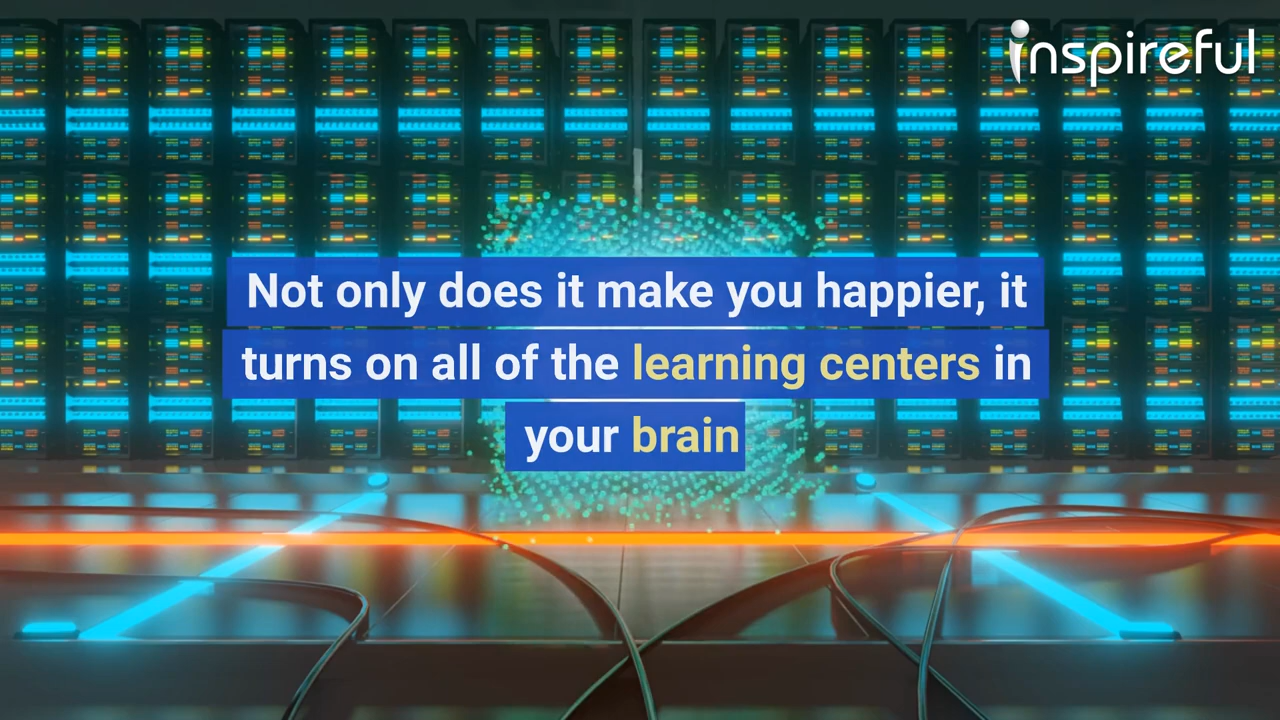 inspireful
Not only does it make you happier, it
turns on all of the learning centers in
your brain